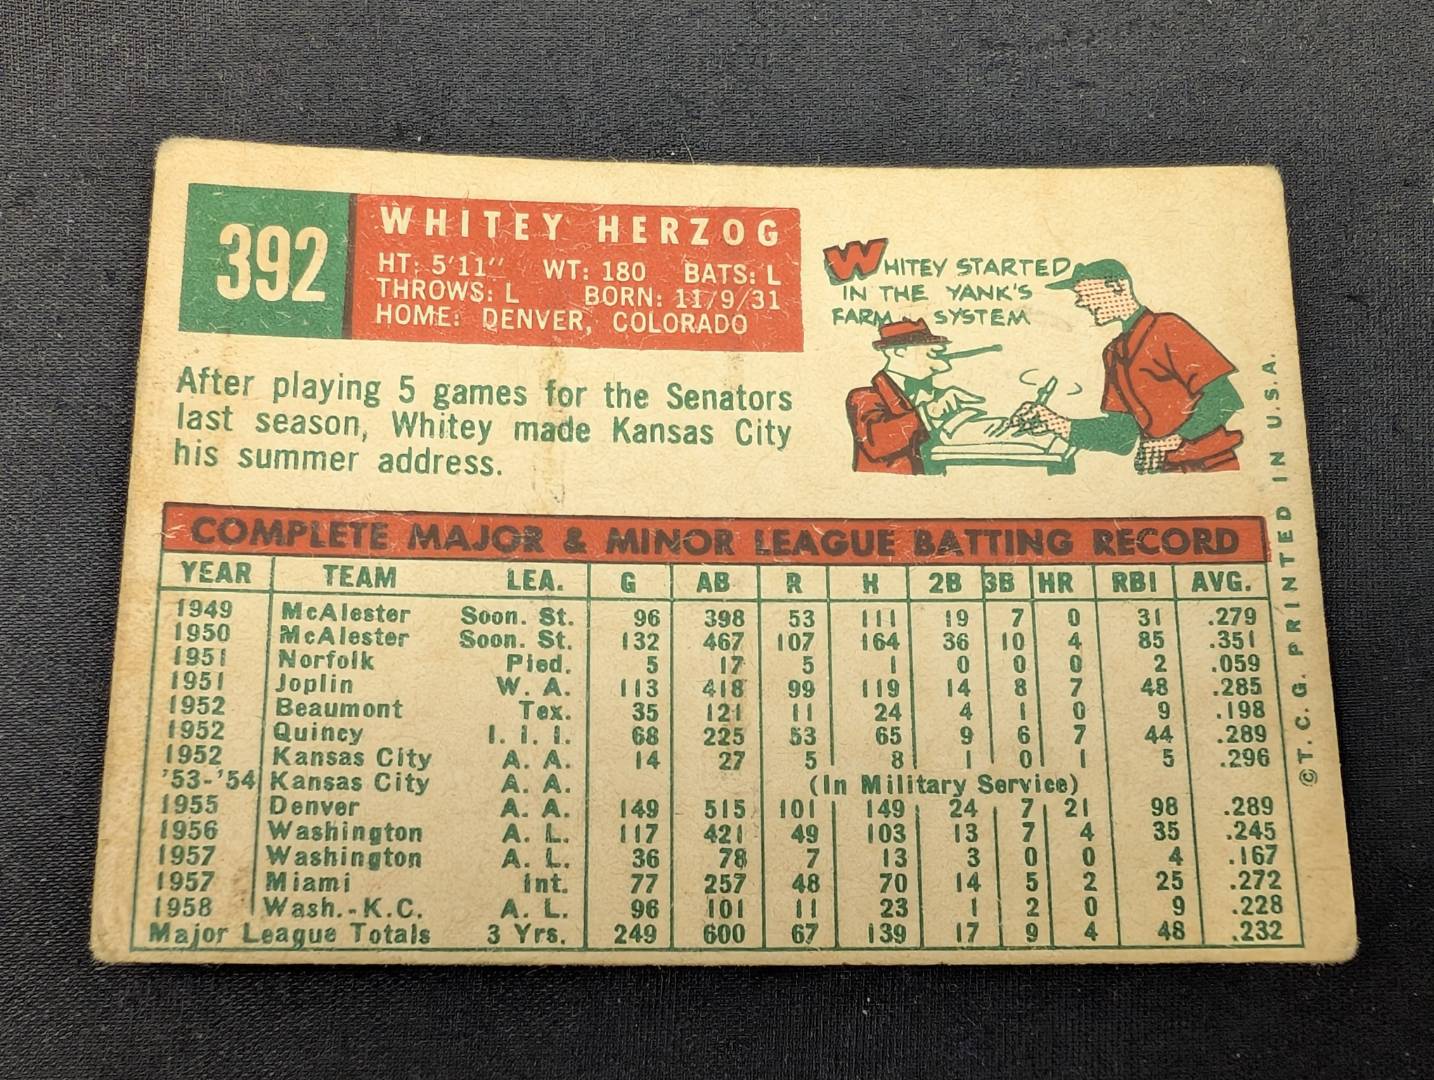 392
WHITEY HERZOG
HT: 5'11" WT: 180 BATS: L
THROWS: L BORN: 11/9/31
HOME: DENVER, COLORADO
WHITEY STARTED
IN THE YANK'S
FARM SYSTEM
After playing 5 games for the Senators
last season, Whitey made Kansas City
his summer address.
COMPLETE MAJOR & MINOR LEAGUE BATTING RECORD
YEAR TEAM LEA. G AB R H 2B 3B HR RBI AVG.
1949 McAlester Soon. St. 96 398 53 111 19 7 0 31 .279
1950 McAlester Soon. St. 132 467 107 164 36 10 4 85 .351
1951 Norfolk Pied. 5 17 5 1 0 0 0 2 .059
1951 Joplin W. A. 113 418 99 119 14 8 7 48 .285
1952 Beaumont Tex. 35 121 11 24 4 1 0 9 .198
1952 Quincy I. I. I. 68 225 53 65 9 6 7 44 .289
1952 Kansas City A. A. 14 27 5 8 1 0 1 5 .296
'53-'54 Kansas City A. A. (In Military Service)
1955 Denver A. A. 149 515 101 149 24 7 21 98 .289
1956 Washington A. L. 117 421 49 103 13 7 4 35 .245
1957 Washington A. L. 36 78 7 13 3 0 0 4 .167
1957 Miami Int. 77 257 48 70 14 5 2 25 .272
1958 Wash.-K.C. A. L. 96 101 11 23 1 2 0 9 .228
Major League Totals 3 Yrs. 249 600 67 139 17 9 4 48 .232
©T. C. G. PRINTED IN U.S.A.